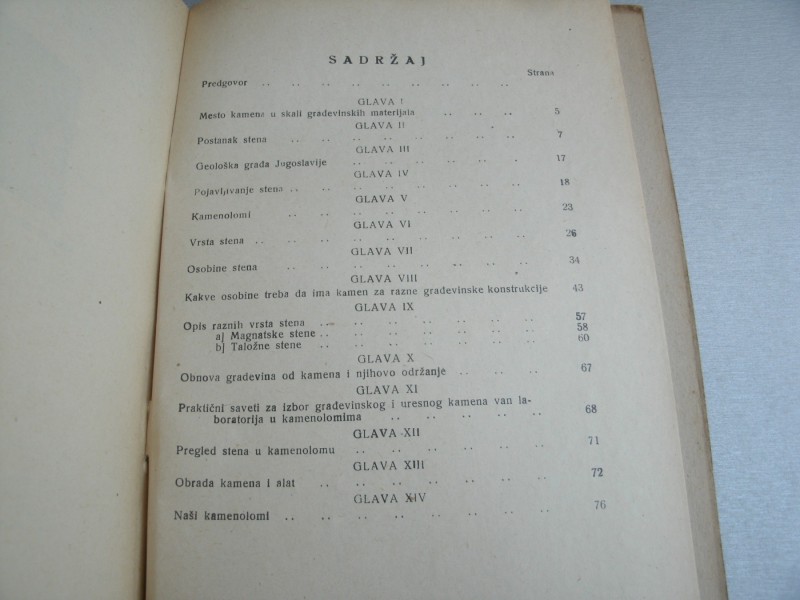 SADRŽAJ
Strana
Predgovor .. .. .. .. .. .. .. .. ..
GLAVA I
Mesto kamena u skali građevinskih materijala .. .. .. 5
GLAVA II
Postanak stena .. .. .. .. .. .. .. .. 7
GLAVA III
Geološka građa Jugoslavije .. .. .. .. .. . 17
GLAVA IV
Pojavljivanje stena .. .. .. .. .. .. .. .. 18
GLAVA V
Kamenolomi .. .. .. .. .. .. .. .. 23
GLAVA VI
Vrsta stena .. .. .. .. .. .. .. .. .. 26
GLAVA VII
Osobine stena .. .. .. .. .. .. .. .. 34
GLAVA VIII
Kakve osobine treba da ima kamen za razne građevinske konstrukcije 43
GLAVA IX
Opis raznih vrsta stena .. .. .. .. .. .. .. 57
aj Magnatske stene .. .. .. .. .. .. .. 58
bj Taložne stene .. .. .. .. .. .. .. 60
GLAVA X
Obnova građevina od kamena i njihovo održanje .. .. .. 67
GLAVA XI
Praktični saveti za izbor građevinskog i uresnog kamena van la-
boratorija u kamenolomima .. .. .. .. .. 68
GLAVA XII
Pregled stena u kamenolomu .. .. .. .. .. .. 71
GLAVA XIII
Obrada kamena i alat .. .. .. .. .. .. .. 72
GLAVA XIV
Naši kamenolomi .. .. .. .. .. .. .. .. 76